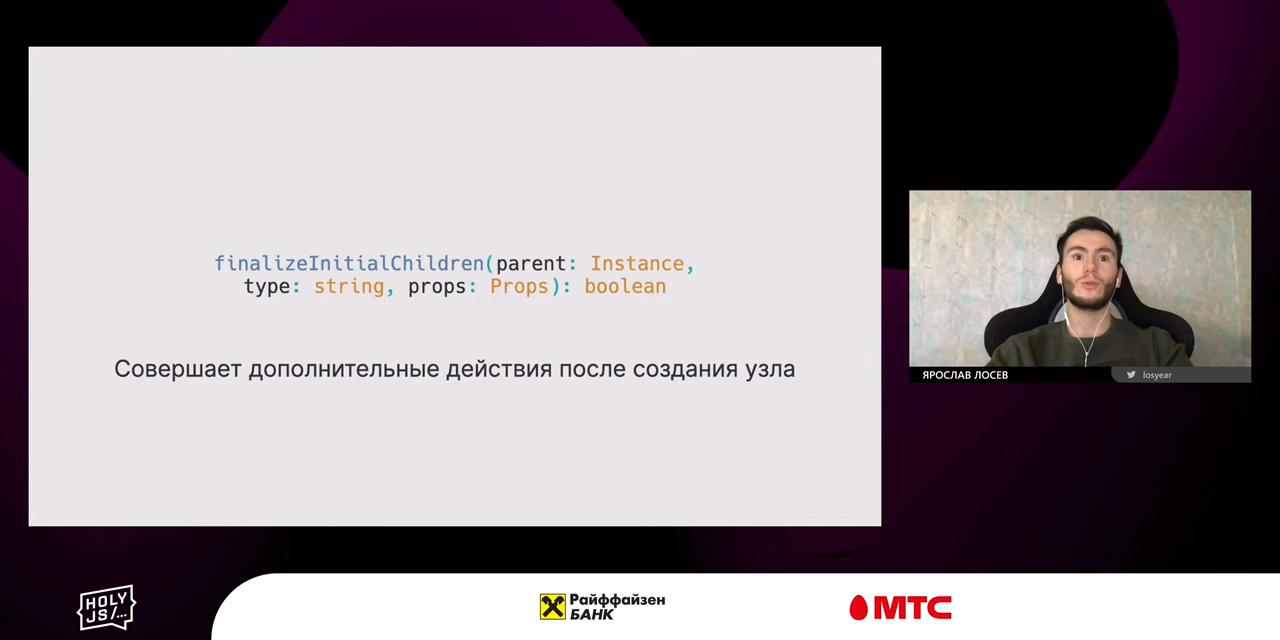 finalizeInitialChildren(parent: Instance,
type: string, props: Props): boolean
Совершает дополнительные действия после создания узла
ЯРОСЛАВ ЛОСЕВ
losyear
HOLY
JS/...
Райффайзен
БАНК
МТС